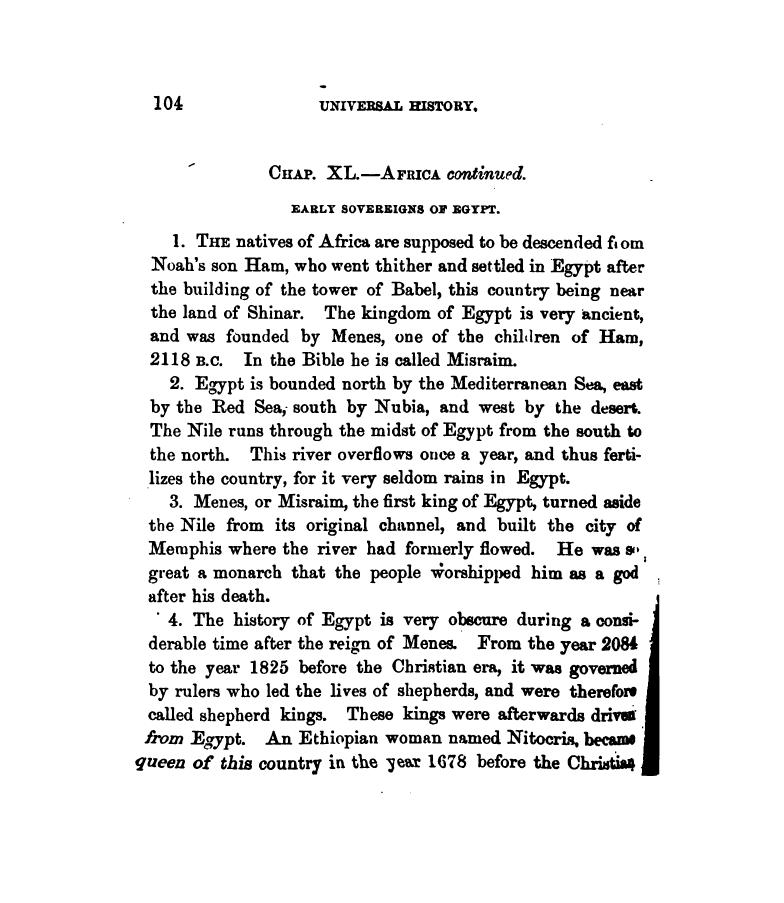 104 UNIVERSAL HISTORY.
CHAP. XL.—AFRICA continued.
EARLY SOVEREIGNS OF EGYPT.
1. THE natives of Africa are supposed to be descended from
Noah's son Ham, who went thither and settled in Egypt after
the building of the tower of Babel, this country being near
the land of Shinar. The kingdom of Egypt is very ancient,
and was founded by Menes, one of the children of Ham,
2118 B.C. In the Bible he is called Misraim.
2. Egypt is bounded north by the Mediterranean Sea, east
by the Red Sea, south by Nubia, and west by the desert.
The Nile runs through the midst of Egypt from the south to
the north. This river overflows once a year, and thus ferti-
lizes the country, for it very seldom rains in Egypt.
3. Menes, or Misraim, the first king of Egypt, turned aside
the Nile from its original channel, and built the city of
Memphis where the river had formerly flowed. He was so
great a monarch that the people worshipped him as a god
after his death.
4. The history of Egypt is very obscure during a consi-
derable time after the reign of Menes. From the year 2084
to the year 1825 before the Christian era, it was governed
by rulers who led the lives of shepherds, and were therefore
called shepherd kings. These kings were afterwards driven
from Egypt. An Ethiopian woman named Nitocris, became
queen of this country in the year 1678 before the Christian